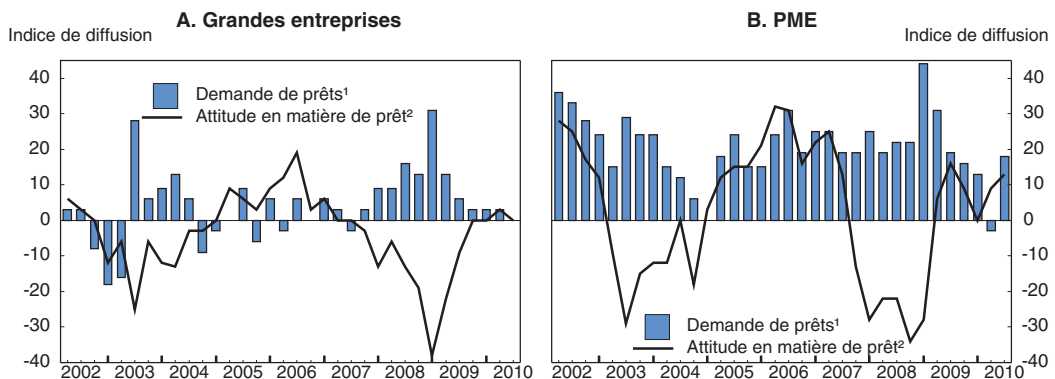 A. Grandes entreprises
Indice de diffusion
40
30
20
10
0
-10
-20
-30
-40
Demande de prêts¹
Attitude en matière de prêt²
2002 2003 2004 2005 2006 2007 2008 2009 2010
B. PME
Indice de diffusion
40
30
20
10
0
-10
-20
-30
-40
Demande de prêts¹
Attitude en matière de prêt²
2002 2003 2004 2005 2006 2007 2008 2009 2010